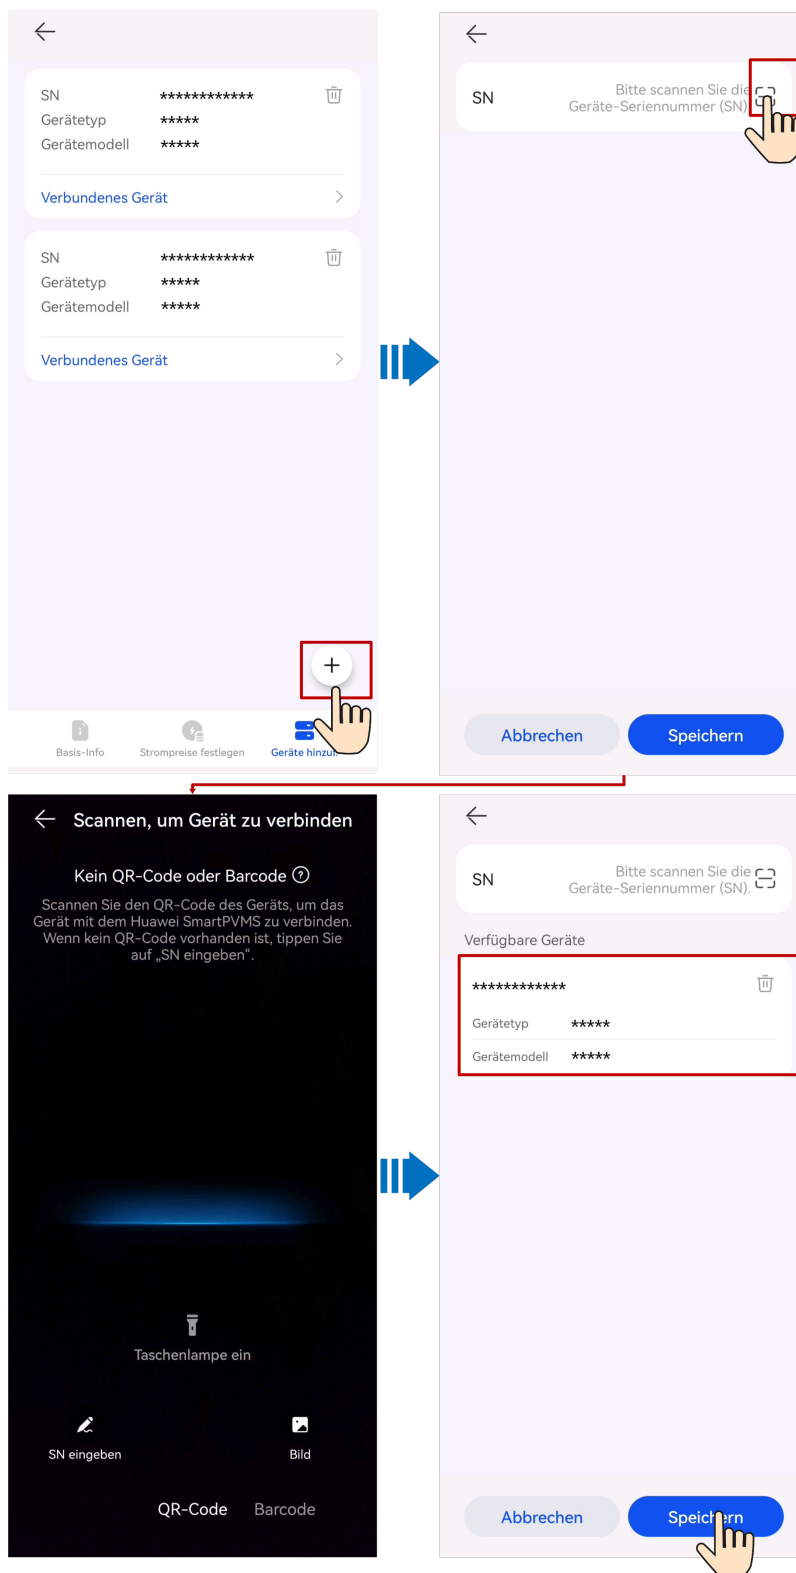 SN ************
Gerätetyp *****
Gerätemodell *****
Verbundenes Gerät
SN ************
Gerätetyp *****
Gerätemodell *****
Verbundenes Gerät
Basis-Info
Strompreise festlegen
Geräte hinzu
SN
Bitte scannen Sie die
Geräte-Seriennummer (SN).
Abbrechen
Speichern
Scannen, um Gerät zu verbinden
Kein QR-Code oder Barcode
Scannen Sie den QR-Code des Geräts, um das
Gerät mit dem Huawei SmartPVMS zu verbinden.
Wenn kein QR-Code vorhanden ist, tippen Sie
auf „SN eingeben“.
Taschenlampe ein
SN eingeben
Bild
QR-Code
Barcode
SN
Bitte scannen Sie die
Geräte-Seriennummer (SN).
Verfügbare Geräte
************
Gerätetyp *****
Gerätemodell *****
Abbrechen
Speichern